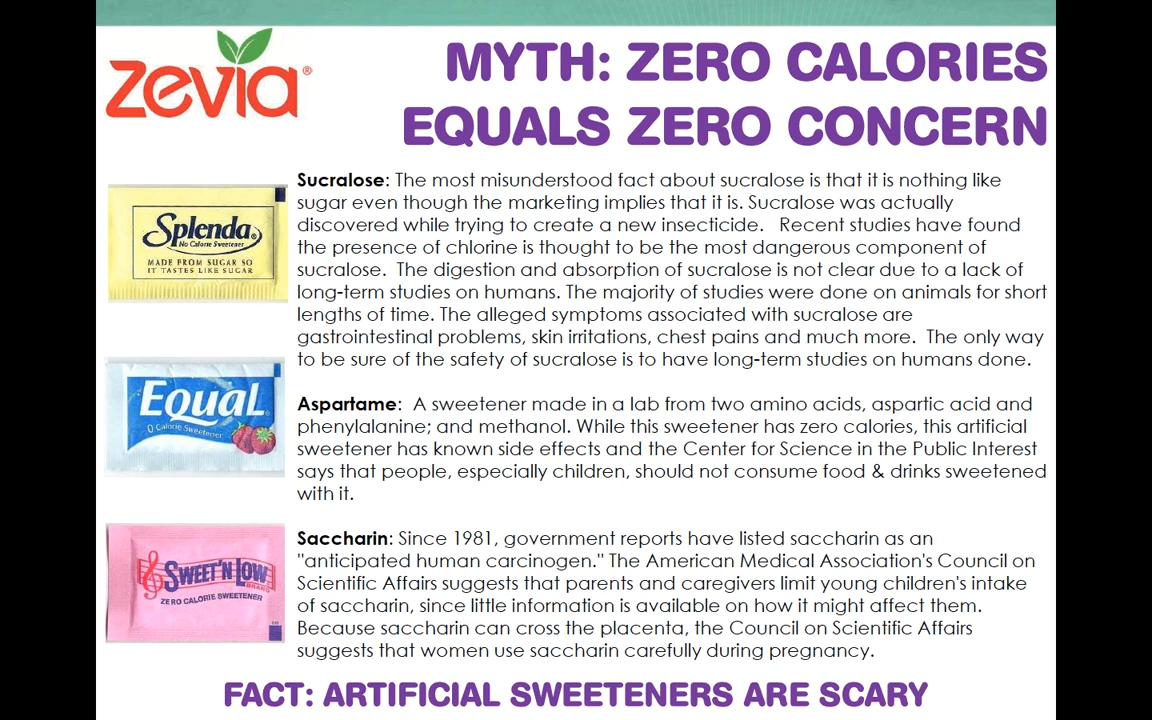 zevia®
MYTH: ZERO CALORIES
EQUALS ZERO CONCERN
Splenda®
No Calorie Sweetener
MADE FROM SUGAR SO
IT TASTES LIKE SUGAR
Sucralose: The most misunderstood fact about sucralose is that it is nothing like
sugar even though the marketing implies that it is. Sucralose was actually
discovered while trying to create a new insecticide. Recent studies have found
the presence of chlorine is thought to be the most dangerous component of
sucralose. The digestion and absorption of sucralose is not clear due to a lack of
long-term studies on humans. The majority of studies were done on animals for short
lengths of time. The alleged symptoms associated with sucralose are
gastrointestinal problems, skin irritations, chest pains and much more. The only way
to be sure of the safety of sucralose is to have long-term studies on humans done.
Equal®
0 Calorie Sweetener
Aspartame: A sweetener made in a lab from two amino acids, aspartic acid and
phenylalanine; and methanol. While this sweetener has zero calories, this artificial
sweetener has known side effects and the Center for Science in the Public Interest
says that people, especially children, should not consume food & drinks sweetened
with it.
SWEET'N LOW
BRAND
ZERO CALORIE SWEETENER
Saccharin: Since 1981, government reports have listed saccharin as an
"anticipated human carcinogen." The American Medical Association's Council on
Scientific Affairs suggests that parents and caregivers limit young children's intake
of saccharin, since little information is available on how it might affect them.
Because saccharin can cross the placenta, the Council on Scientific Affairs
suggests that women use saccharin carefully during pregnancy.
FACT: ARTIFICIAL SWEETENERS ARE SCARY